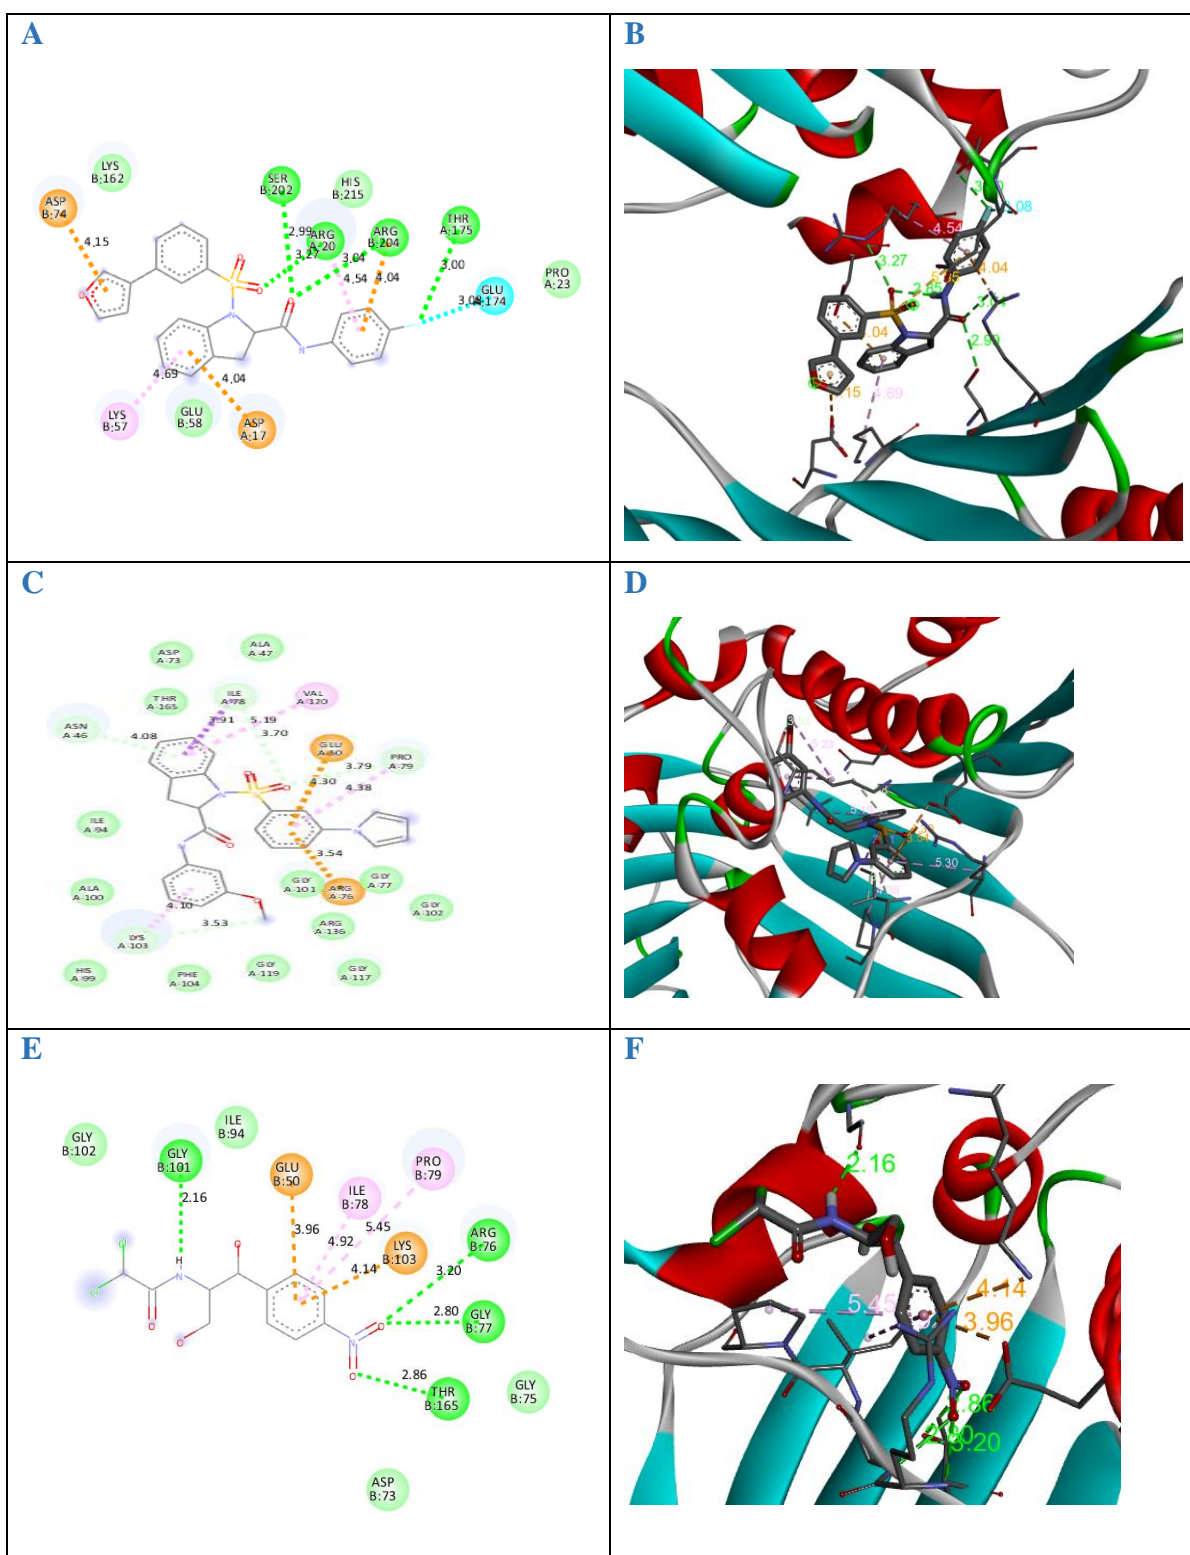 A
LYS
B:162
ASP
B:74
4.15
SER
B:202
HIS
B:215
ARG
A:20
ARG
B:204
THR
A:175
2.99
3.27
3.04
4.54
4.04
3.00
3.08
GLU
A:174
PRO
A:23
O
S
N
4.69
4.04
LYS
B:57
GLU
B:58
ASP
A:17
B
4.54
4.04
3.27
2.99
4.69
C
ASP
A:73
ALA
A:47
THR
A:165
ILE
A:78
VAL
A:120
ASN
A:46
4.08
3.91
5.19
3.70
GLU
A:50
PRO
A:79
3.79
4.30
4.38
ILE
A:94
3.54
ALA
A:100
GLY
A:101
ARG
A:76
GLY
A:77
GLY
A:102
4.10
3.53
LYS
A:103
ARG
A:136
HIS
A:99
PHE
A:104
GLY
A:119
GLY
A:117
D
5.23
5.30
E
GLY
B:102
GLY
B:101
ILE
B:94
GLU
B:50
PRO
B:79
ILE
B:78
2.16
3.96
4.92
5.45
LYS
B:103
ARG
B:76
4.14
3.20
2.80
GLY
B:77
2.86
THR
B:165
GLY
B:75
ASP
B:73
F
2.16
5.45
4.14
3.96
3.20